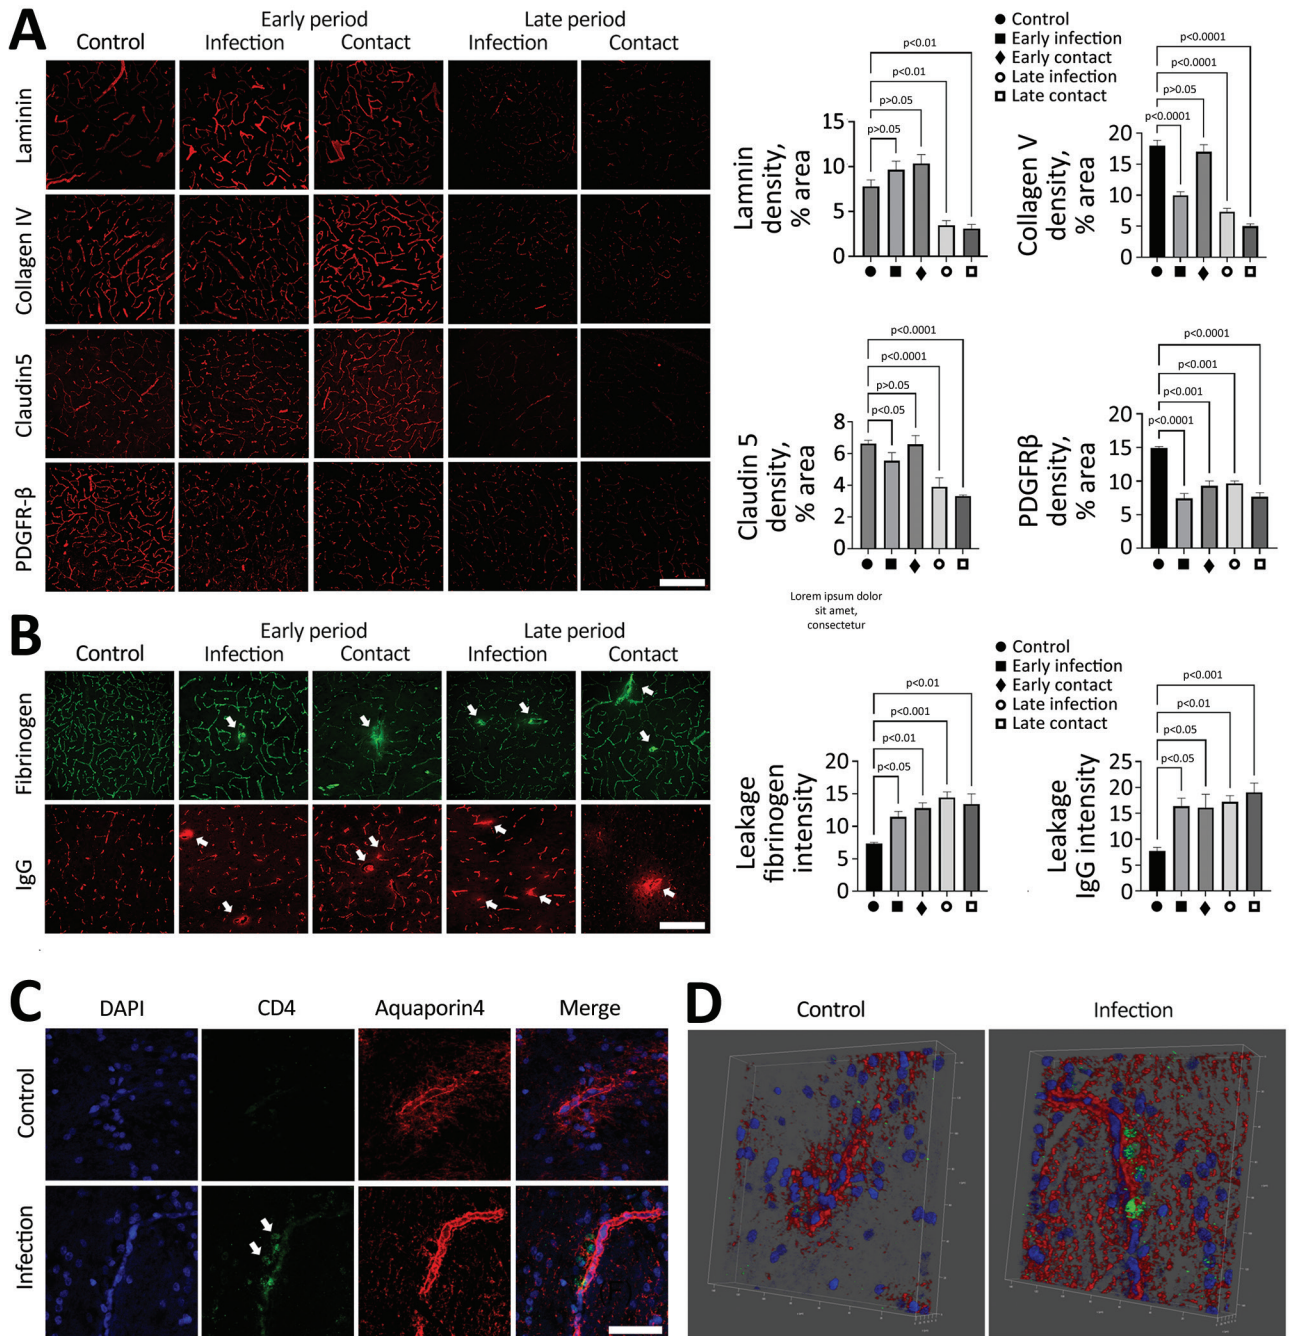 A
Early period
Late period
Control
Infection
Contact
Infection
Contact
Laminin
Collagen IV
Claudin5
PDGFR-β
Control
Early infection
Early contact
Late infection
Late contact
Lamnin
density,
% area
15
10
5
0
p>0.05
p>0.05
p<0.01
p<0.01
Collagen V
density,
% area
20
15
10
5
0
p<0.0001
p>0.05
p<0.0001
p<0.0001
Claudin 5
density,
% area
8
6
4
2
0
p<0.05
p>0.05
p<0.0001
p<0.0001
PDGFRβ
density,
% area
20
15
10
5
0
p<0.0001
p<0.001
p<0.001
p<0.0001
Lorem ipsum dolor
sit amet,
consectetur
B
Early period
Late period
Control
Infection
Contact
Infection
Contact
Fibrinogen
IgG
Control
Early infection
Early contact
Late infection
Late contact
Leakage
fibrinogen
intensity
20
15
10
5
0
p<0.05
p<0.01
p<0.001
p<0.01
Leakage
IgG intensity
25
20
15
10
5
0
p<0.05
p<0.05
p<0.01
p<0.001
C
DAPI
CD4
Aquaporin4
Merge
Control
Infection
D
Control
Infection